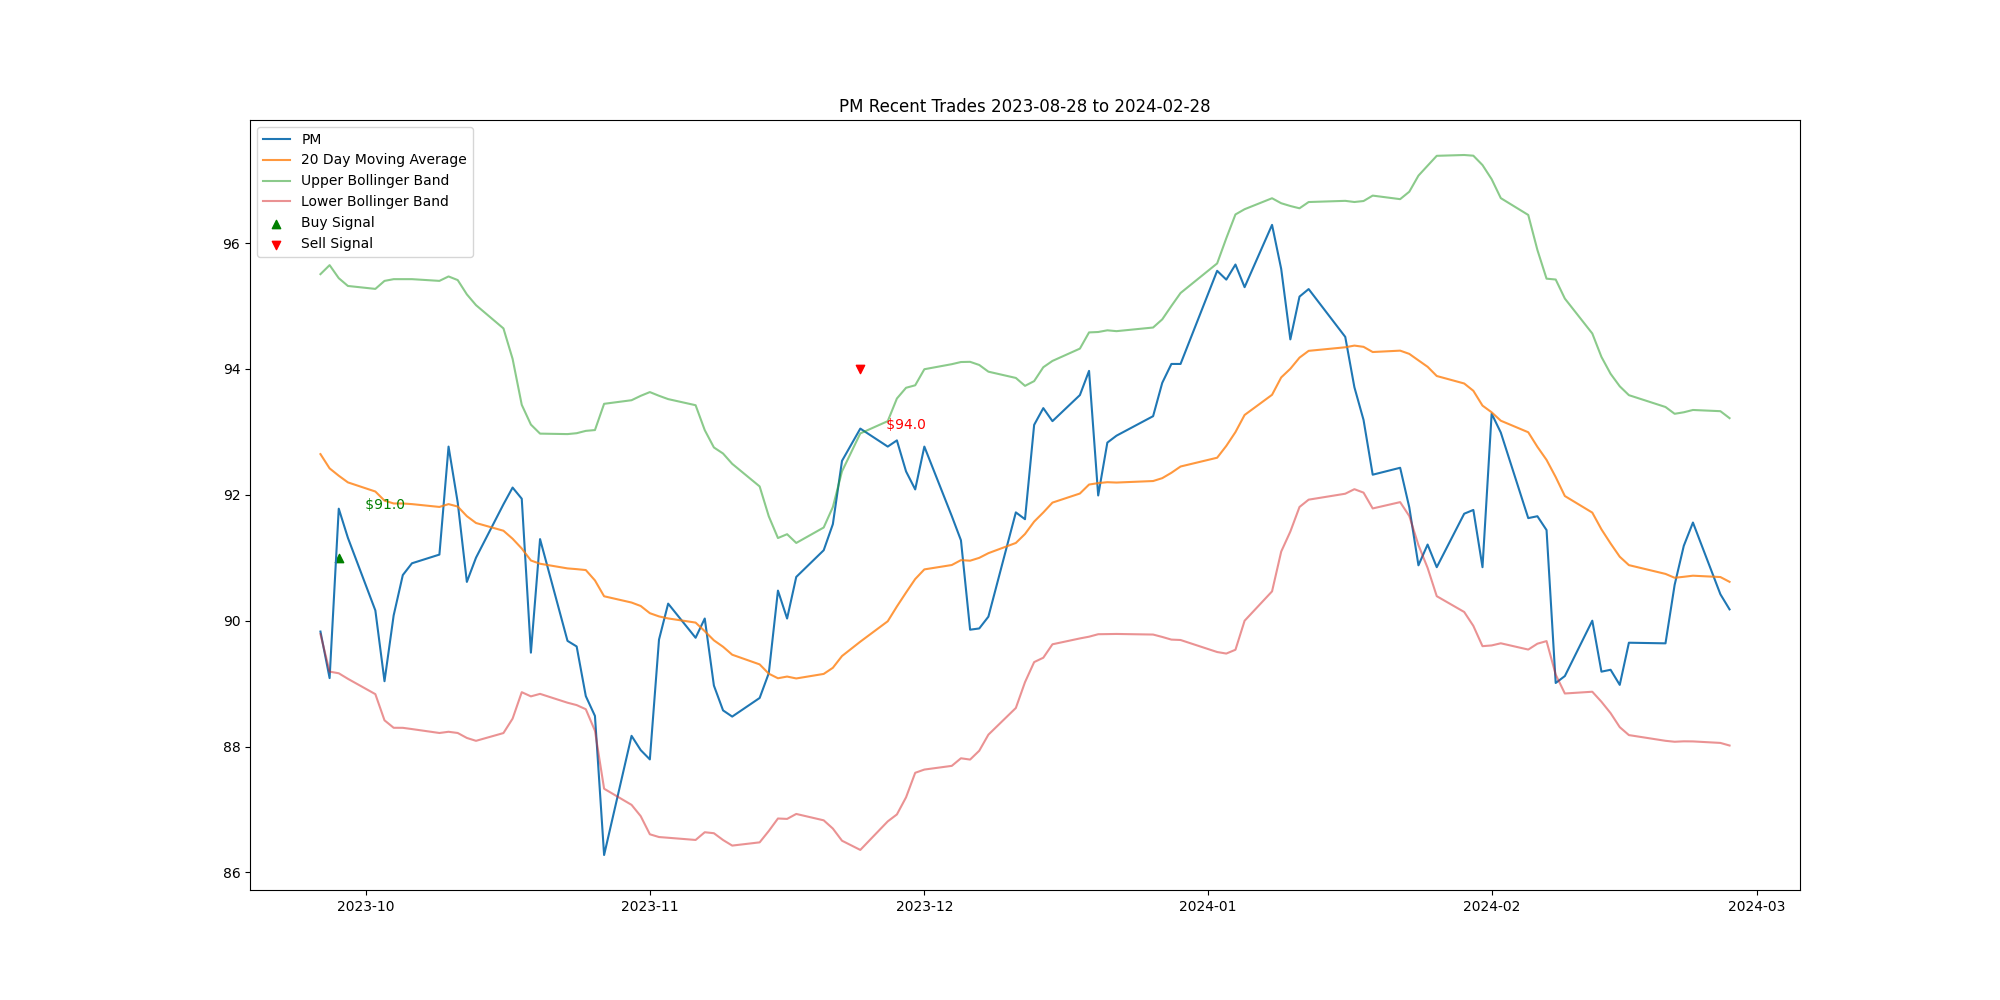 PM Recent Trades 2023-08-28 to 2024-02-28
PM
20 Day Moving Average
Upper Bollinger Band
Lower Bollinger Band
Buy Signal
Sell Signal
96
94
92
90
88
86
$94.0
$91.0
2023-10
2023-11
2023-12
2024-01
2024-02
2024-03